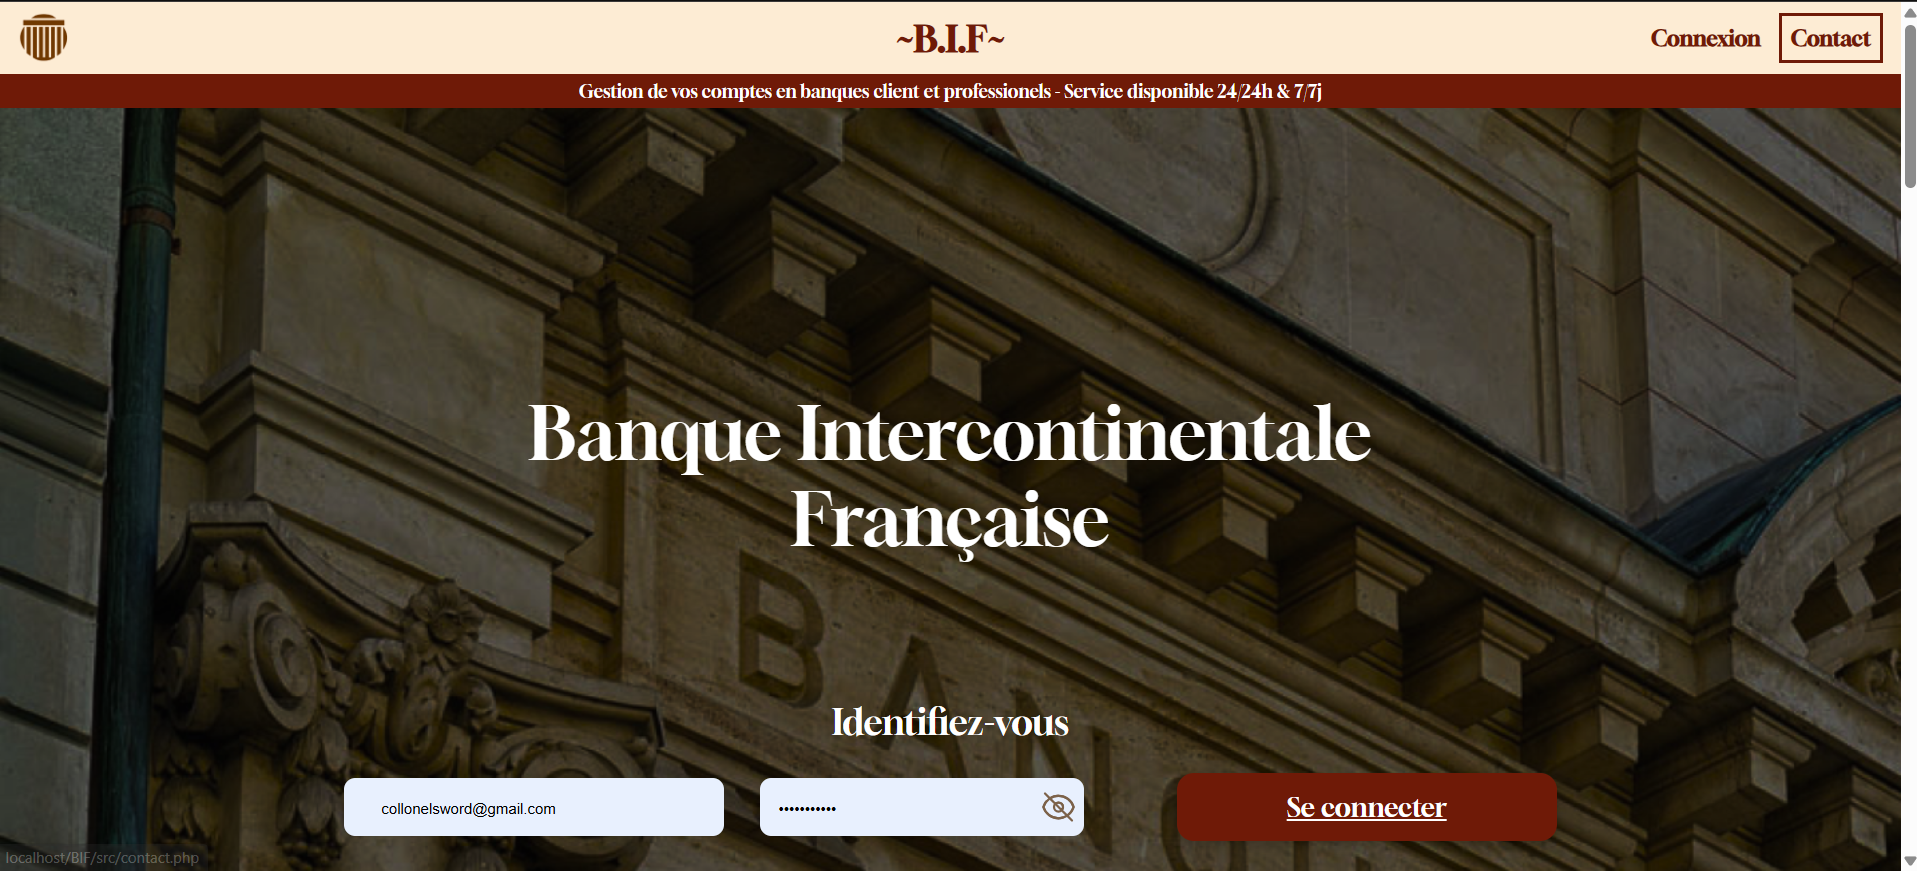 ~B.I.F~
Connexion
Contact
Gestion de vos comptes en banques client et professionels - Service disponible 24/24h & 7/7j
Banque Intercontinentale
Française
BANQ
Identifiez-vous
collonelsword@gmail.com
•••••••••••
Se connecter
localhost/BIF/src/contact.php